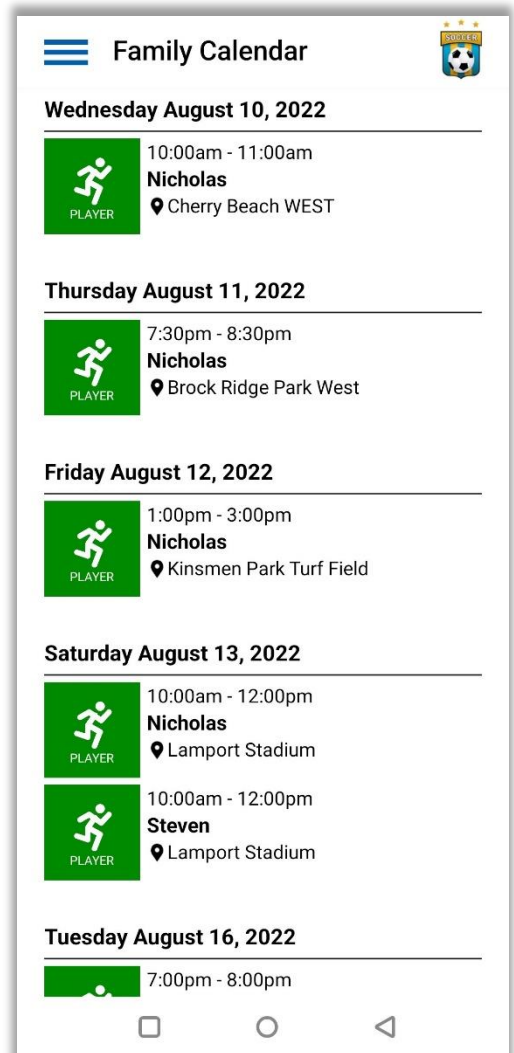 Family Calendar
SOCCER
Wednesday August 10, 2022
10:00am - 11:00am
Nicholas
Cherry Beach WEST
PLAYER
Thursday August 11, 2022
7:30pm - 8:30pm
Nicholas
Brock Ridge Park West
PLAYER
Friday August 12, 2022
1:00pm - 3:00pm
Nicholas
Kinsmen Park Turf Field
PLAYER
Saturday August 13, 2022
10:00am - 12:00pm
Nicholas
Lamport Stadium
PLAYER
10:00am - 12:00pm
Steven
Lamport Stadium
PLAYER
Tuesday August 16, 2022
7:00pm - 8:00pm